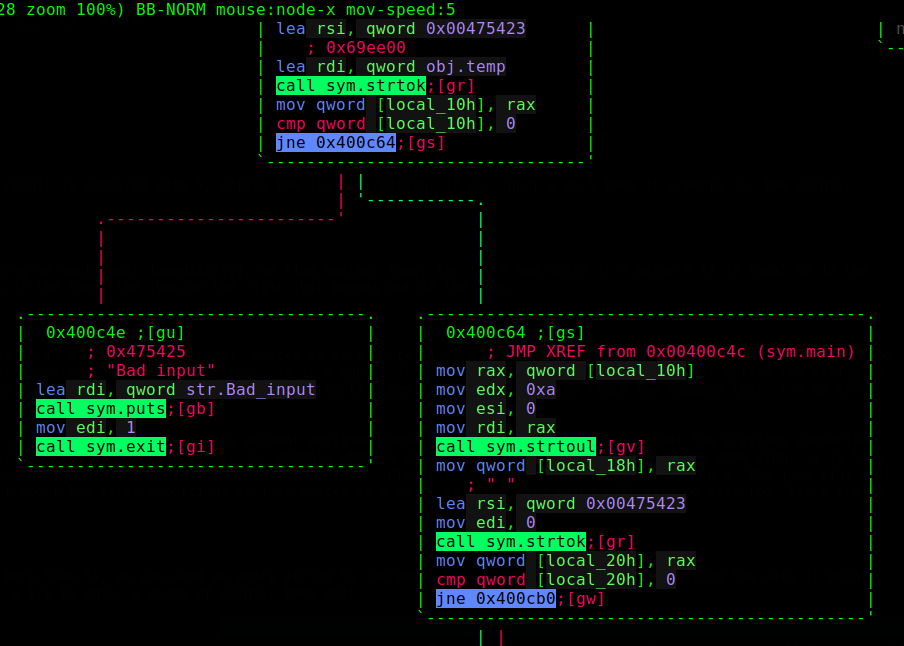 28 zoom 100%) BB-NORM mouse:node-x mov-speed:5
lea rsi, qword 0x00475423
; 0x69ee00
lea rdi, qword obj.temp
call sym.strtok;[gr]
mov qword [local_10h], rax
cmp qword [local_10h], 0
jne 0x400c64;[gs]
0x400c4e ;[gu]
; 0x475425
; "Bad input"
lea rdi, qword str.Bad_input
call sym.puts;[gb]
mov edi, 1
call sym.exit;[gi]
0x400c64 ;[gs]
; JMP XREF from 0x00400c4c (sym.main)
mov rax, qword [local_10h]
mov edx, 0xa
mov esi, 0
mov rdi, rax
call sym.strtoul;[gv]
mov qword [local_18h], rax
; " "
lea rsi, qword 0x00475423
mov edi, 0
call sym.strtok;[gr]
mov qword [local_20h], rax
cmp qword [local_20h], 0
jne 0x400cb0;[gw]